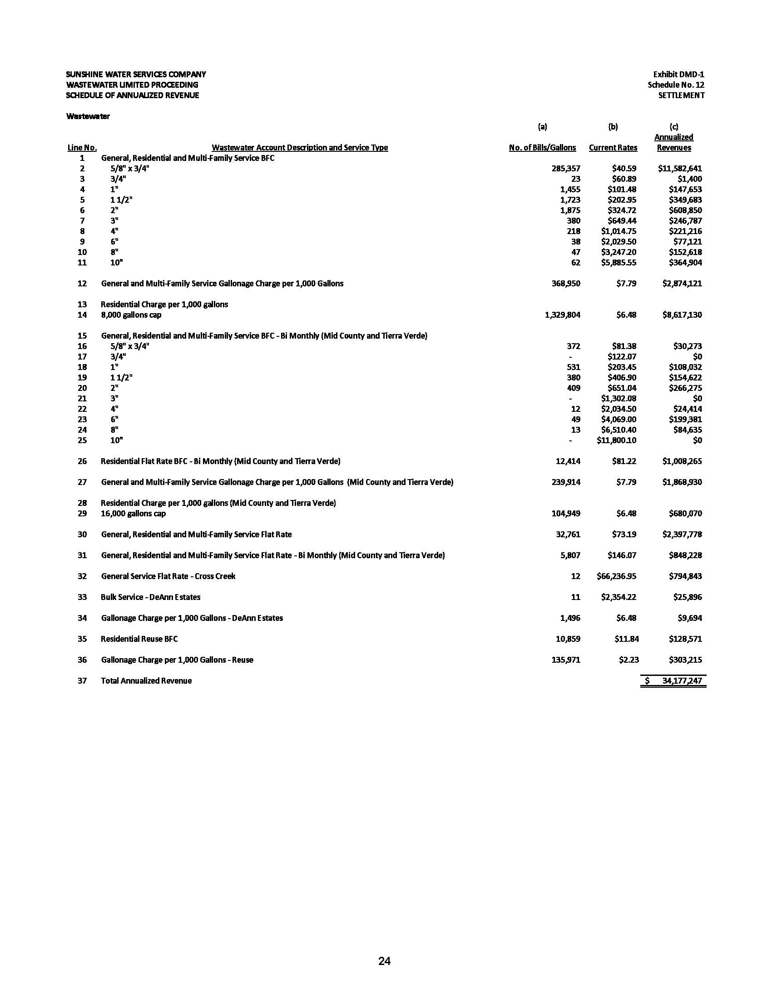 SUNSHINE WATER SERVICES COMPANY Exhibit DMD-1
WASTEWATER LIMITED PROCEEDING Schedule No. 12
SCHEDULE OF ANNUALIZED REVENUE SETTLEMENT
Wastewater
(a) (b) (c)
Annualized
Line No. Wastewater Account Description and Service Type No. of Bills/Gallons Current Rates Revenues
1 General, Residential and Multi-Family Service BFC
2 5/8" x 3/4" 285,357 $40.59 $11,582,641
3 3/4" 23 $60.89 $1,400
4 1" 1,455 $101.48 $147,653
5 1 1/2" 1,723 $202.95 $349,683
6 2" 1,875 $324.72 $608,850
7 3" 380 $649.44 $246,787
8 4" 218 $1,014.75 $221,216
9 6" 38 $2,029.50 $77,121
10 8" 47 $3,247.20 $152,618
11 10" 62 $5,885.55 $364,904
12 General and Multi-Family Service Gallonage Charge per 1,000 Gallons 368,950 $7.79 $2,874,121
13 Residential Charge per 1,000 gallons
14 8,000 gallons cap 1,329,804 $6.48 $8,617,130
15 General, Residential and Multi-Family Service BFC - Bi Monthly (Mid County and Tierra Verde)
16 5/8" x 3/4" 372 $81.38 $30,273
17 3/4" - $122.07 $0
18 1" 531 $203.45 $108,032
19 1 1/2" 380 $406.90 $154,622
20 2" 409 $651.04 $266,275
21 3" - $1,302.08 $0
22 4" 12 $2,034.50 $24,414
23 6" 49 $4,069.00 $199,381
24 8" 13 $6,510.40 $84,635
25 10" - $11,800.10 $0
26 Residential Flat Rate BFC - Bi Monthly (Mid County and Tierra Verde) 12,414 $81.22 $1,008,265
27 General and Multi-Family Service Gallonage Charge per 1,000 Gallons (Mid County and Tierra Verde) 239,914 $7.79 $1,868,930
28 Residential Charge per 1,000 gallons (Mid County and Tierra Verde)
29 16,000 gallons cap 104,949 $6.48 $680,070
30 General, Residential and Multi-Family Service Flat Rate 32,761 $73.19 $2,397,778
31 General, Residential and Multi-Family Service Flat Rate - Bi Monthly (Mid County and Tierra Verde) 5,807 $146.07 $848,228
32 General Service Flat Rate - Cross Creek 12 $66,236.95 $794,843
33 Bulk Service - DeAnn Estates 11 $2,354.22 $25,896
34 Gallonage Charge per 1,000 Gallons - DeAnn Estates 1,496 $6.48 $9,694
35 Residential Reuse BFC 10,859 $11.84 $128,571
36 Gallonage Charge per 1,000 Gallons - Reuse 135,971 $2.23 $303,215
37 Total Annualized Revenue $ 34,177,247
24